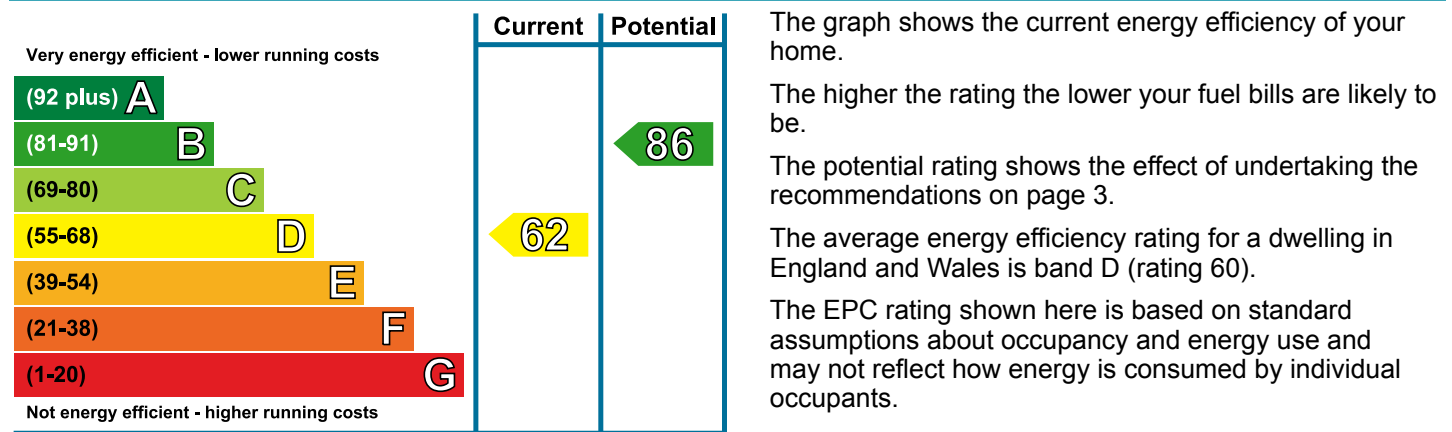 Current Potential
Very energy efficient - lower running costs
(92 plus) A
(81-91) B
86
(69-80) C
(55-68) D
62
(39-54) E
(21-38) F
(1-20) G
Not energy efficient - higher running costs
The graph shows the current energy efficiency of your
home.
The higher the rating the lower your fuel bills are likely to
be.
The potential rating shows the effect of undertaking the
recommendations on page 3.
The average energy efficiency rating for a dwelling in
England and Wales is band D (rating 60).
The EPC rating shown here is based on standard
assumptions about occupancy and energy use and
may not reflect how energy is consumed by individual
occupants.